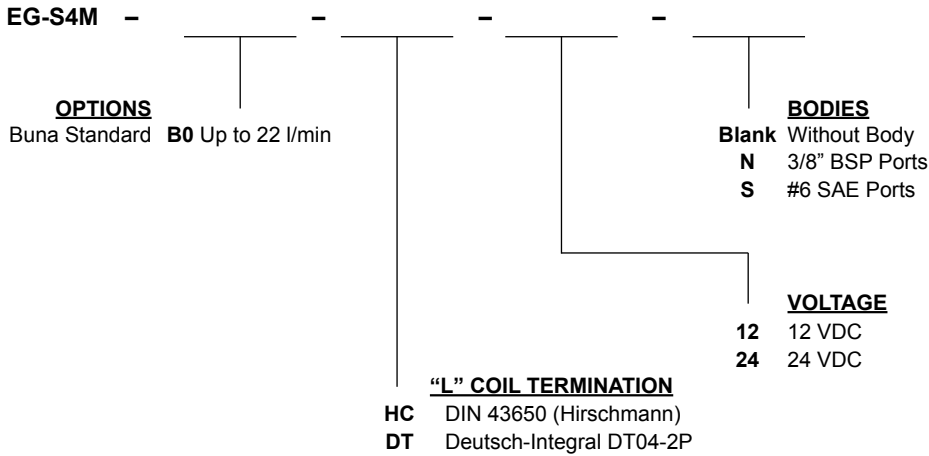 EG-S4M – – – –
OPTIONS
Buna Standard B0 Up to 22 l/min
BODIES
Blank Without Body
N 3/8” BSP Ports
S #6 SAE Ports
VOLTAGE
12 12 VDC
24 24 VDC
“L” COIL TERMINATION
HC DIN 43650 (Hirschmann)
DT Deutsch-Integral DT04-2P